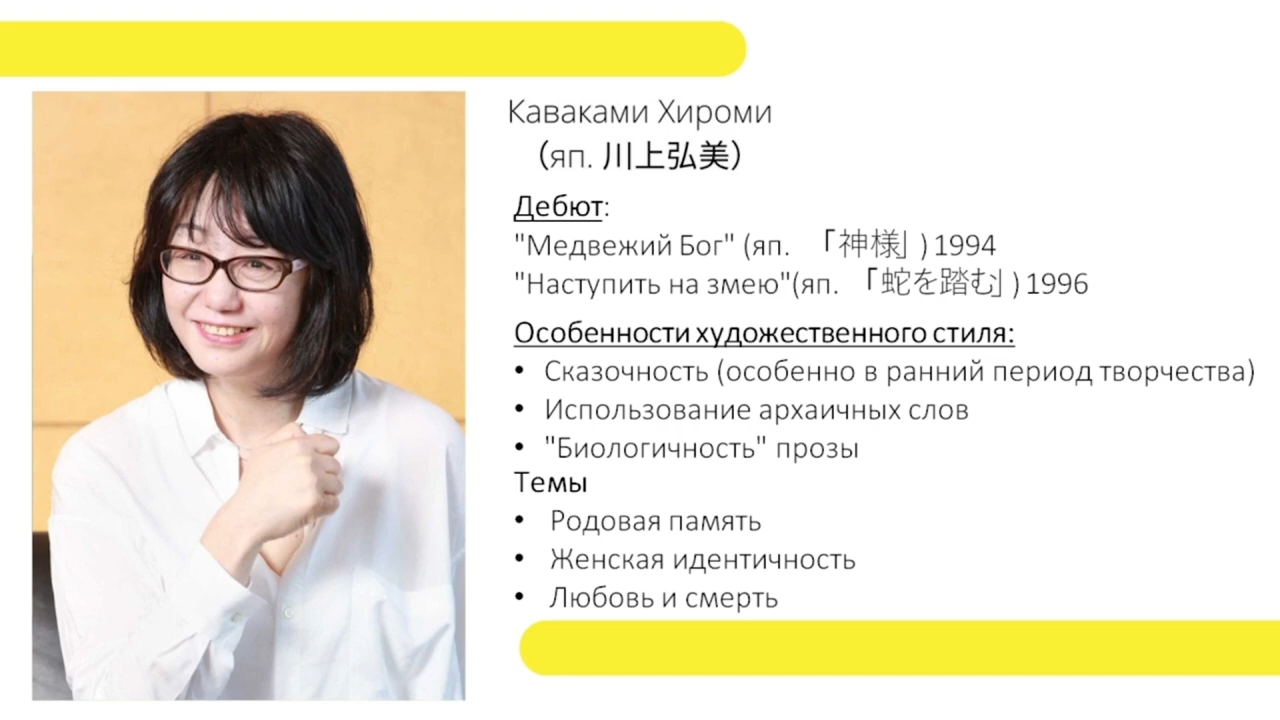 Каваками Хироми
(яп. 川上弘美)
Дебют:
"Медвежий Бог" (яп. 「神様」) 1994
"Наступить на змею"(яп. 「蛇を踏む」) 1996
Особенности художественного стиля:
• Сказочность (особенно в ранний период творчества)
• Использование архаичных слов
• "Биологичность" прозы
Темы
• Родовая память
• Женская идентичность
• Любовь и смерть